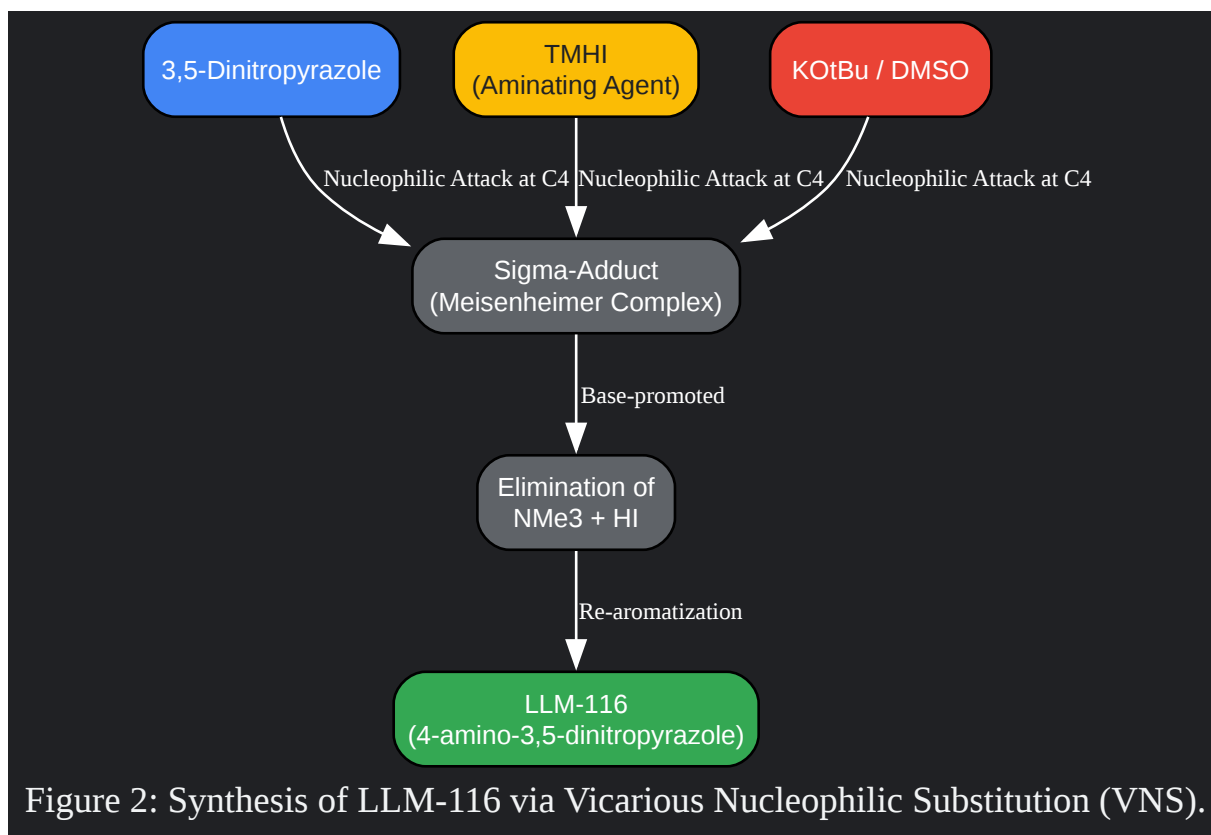 3,5-Dinitropyrazole
TMHI
(Aminating Agent)
KOtBu / DMSO
Nucleophilic Attack at C4
Nucleophilic Attack at C4
Nucleophilic Attack at C4
Sigma-Adduct
(Meisenheimer Complex)
Base-promoted
Elimination of
NMe3 + HI
Re-aromatization
LLM-116
(4-amino-3,5-dinitropyrazole)
Figure 2: Synthesis of LLM-116 via Vicarious Nucleophilic Substitution (VNS).